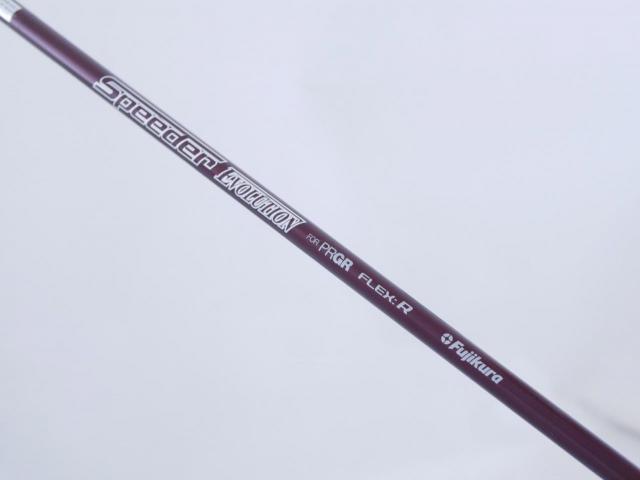 Speeder EVOLUTION FOR PRGR FLEX: R Fujikura